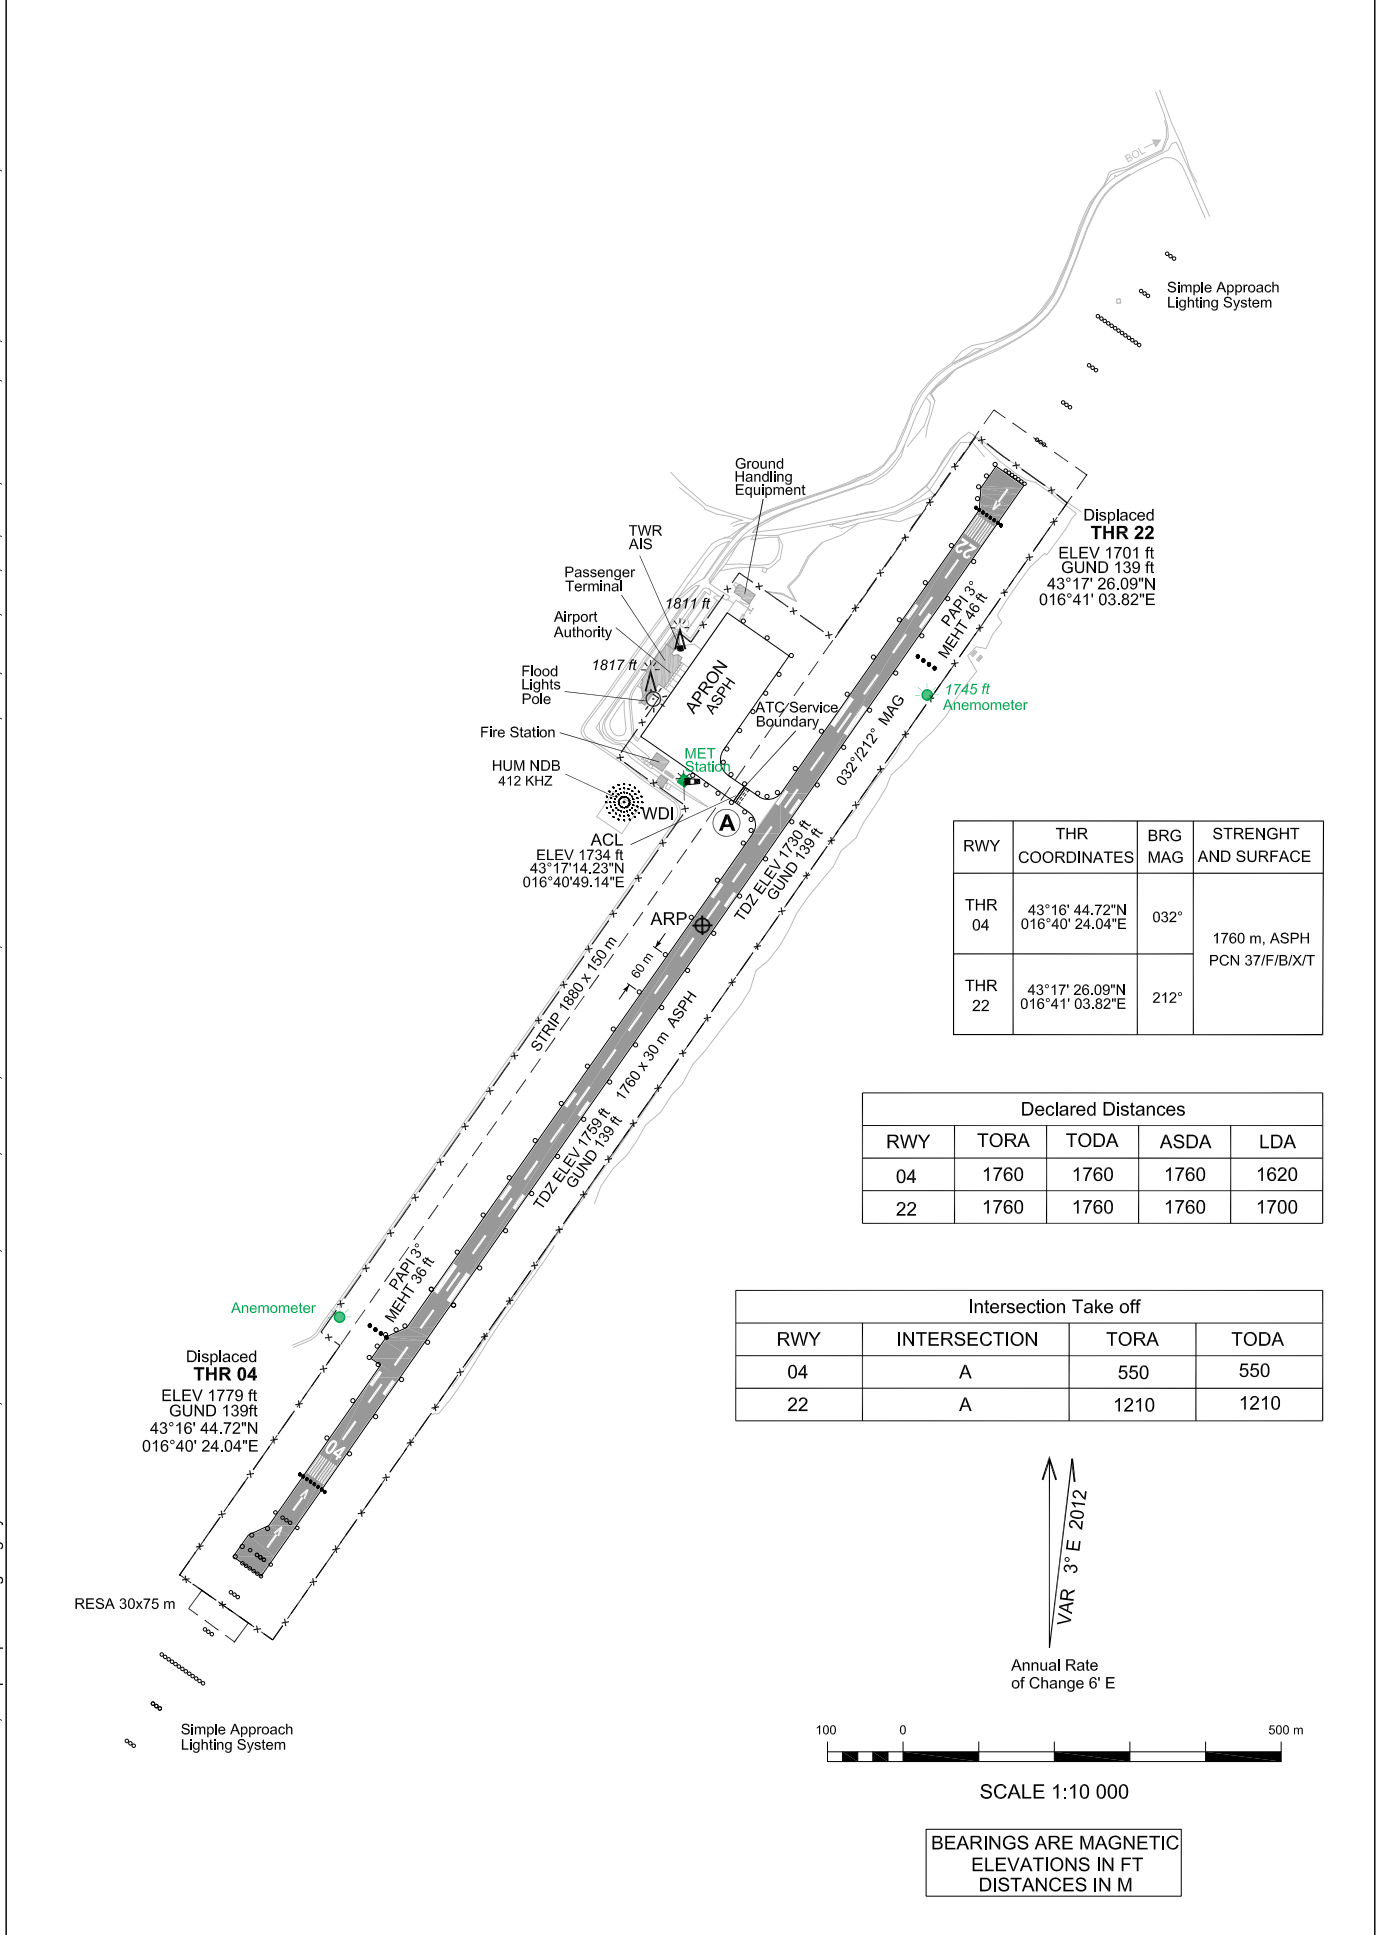 BOL
Simple Approach
Lighting System
Ground
Handling
Equipment
Displaced
THR 22
ELEV 1701 ft
GUND 139 ft
43°17' 26.09"N
016°41' 03.82"E
22
TWR
AIS
Passenger
Terminal
1811 ft
Airport
Authority
1817 ft
Flood
Lights
Pole
PAPI 3°
MEHT 46 ft
APRON
ASPH
1745 ft
Anemometer
ATC Service
Boundary
032°/212° MAG
Fire Station
MET
Station
HUM NDB
412 KHZ
WDI
A
ACL
ELEV 1734 ft
43°17'14.23"N
016°40'49.14"E
TDZ ELEV 1730 ft
GUND 139 ft
ARP
60 m
STRIP 1880 x 150 m
1760 x 30 m ASPH
TDZ ELEV 1759 ft
GUND 139 ft
PAPI 3°
MEHT 36 ft
Anemometer
Displaced
THR 04
ELEV 1779 ft
GUND 139ft
43°16' 44.72"N
016°40' 24.04"E
04
RESA 30x75 m
Simple Approach
Lighting System
RWY THR COORDINATES BRG MAG STRENGHT AND SURFACE
THR 04 43°16' 44.72"N 016°40' 24.04"E 032° 1760 m, ASPH PCN 37/F/B/X/T
THR 22 43°17' 26.09"N 016°41' 03.82"E 212°
Declared Distances
RWY TORA TODA ASDA LDA
04 1760 1760 1760 1620
22 1760 1760 1760 1700
Intersection Take off
RWY INTERSECTION TORA TODA
04 A 550 550
22 A 1210 1210
VAR 3° E 2012
Annual Rate
of Change 6' E
100 0 500 m
SCALE 1:10 000
BEARINGS ARE MAGNETIC
ELEVATIONS IN FT
DISTANCES IN M